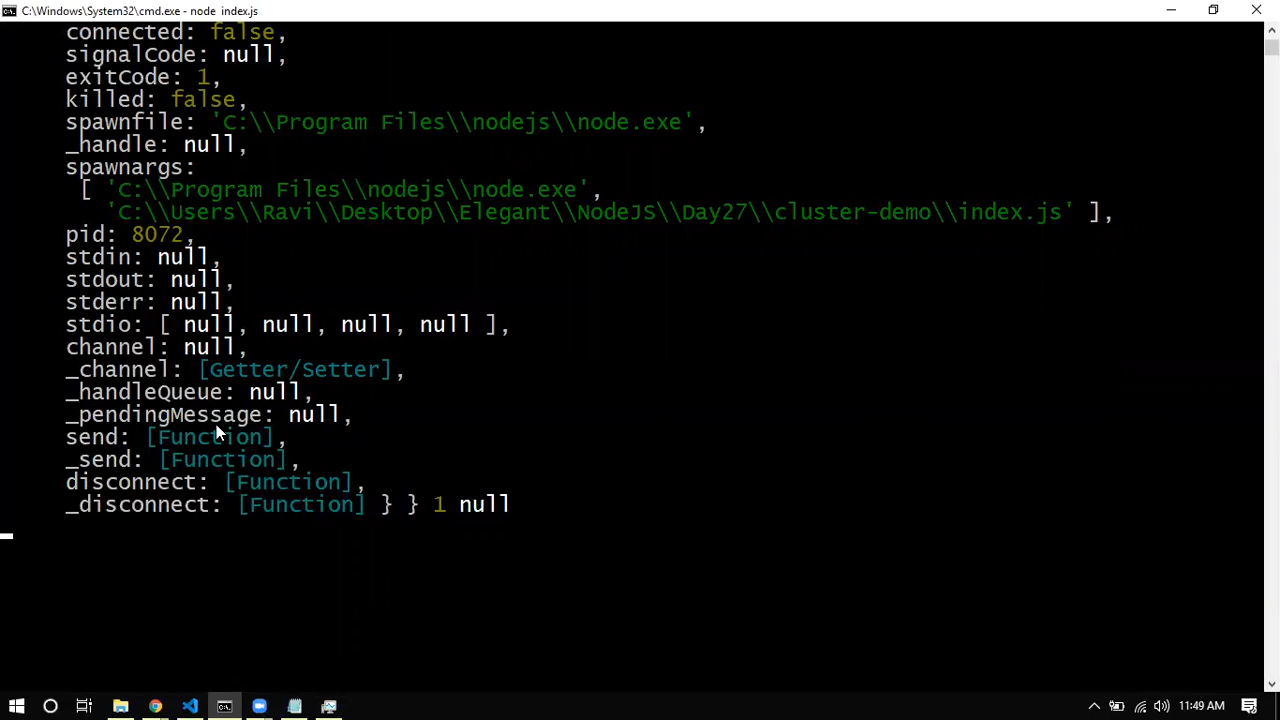 C:\Windows\System32\cmd.exe - node index.js
connected: false,
signalCode: null,
exitCode: 1,
killed: false,
spawnfile: 'C:\\Program Files\\nodejs\\node.exe',
_handle: null,
spawnargs:
[ 'C:\\Program Files\\nodejs\\node.exe',
'C:\\Users\\Ravi\\Desktop\\Elegant\\NodeJS\\Day27\\cluster-demo\\index.js' ],
pid: 8072,
stdin: null,
stdout: null,
stderr: null,
stdio: [ null, null, null, null ],
channel: null,
_channel: [Getter/Setter],
_handleQueue: null,
_pendingMessage: null,
send: [Function],
_send: [Function],
disconnect: [Function],
_disconnect: [Function] } } 1 null
11:49 AM